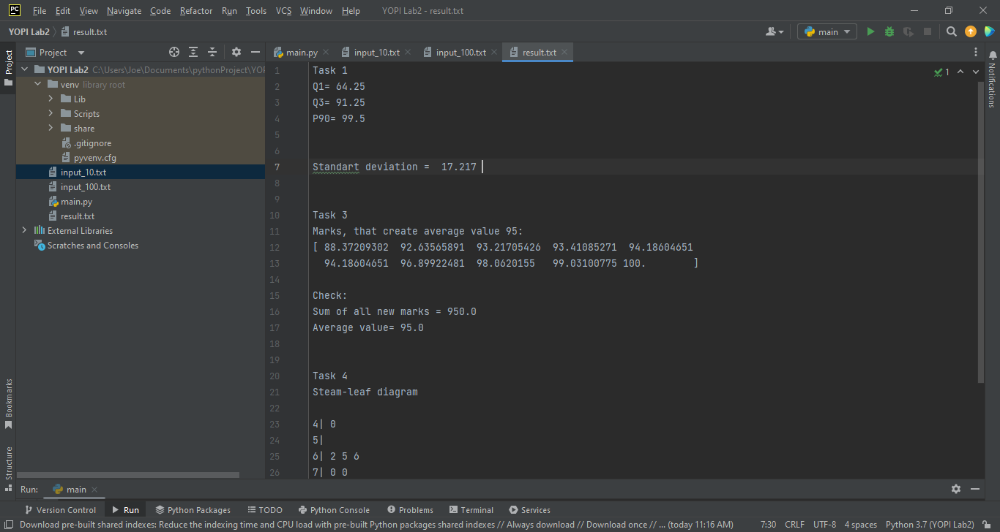 PC File Edit View Navigate Code Refactor Run Tools VCS Window Help YOPI Lab2 - result.txt
YOPI Lab2 result.txt main
Project Project main.py input_10.txt input_100.txt result.txt
YOPI Lab2 C:\Users\Joe\Documents\pythonProject\YOPI
venv library root
Lib
Scripts
share
.gitignore
pyvenv.cfg
input_10.txt
input_100.txt
main.py
result.txt
External Libraries
Scratches and Consoles
1 Task 1
2 Q1= 64.25
3 Q3= 91.25
4 P90= 99.5
5
6
7 Standart deviation =  17.217
8
9
10 Task 3
11 Marks, that create average value 95:
12 [ 88.37209302  92.63565891  93.21705426  93.41085271  94.18604651
13   94.18604651  96.89922481  98.0620155   99.03100775 100.        ]
14
15 Check:
16 Sum of all new marks = 950.0
17 Average value= 95.0
18
19
20 Task 4
21 Steam-leaf diagram
22
23 4| 0
24 5|
25 6| 2 5 6
26 7| 0 0
1
Notifications
Bookmarks
Structure
Run: main
Version Control Run Python Packages TODO Python Console Problems Terminal Services
Download pre-built shared indexes: Reduce the indexing time and CPU load with pre-built Python packages shared indexes // Always download // Download once // ... (today 11:16 AM) 7:30 CRLF UTF-8 4 spaces Python 3.7 (YOPI Lab2)